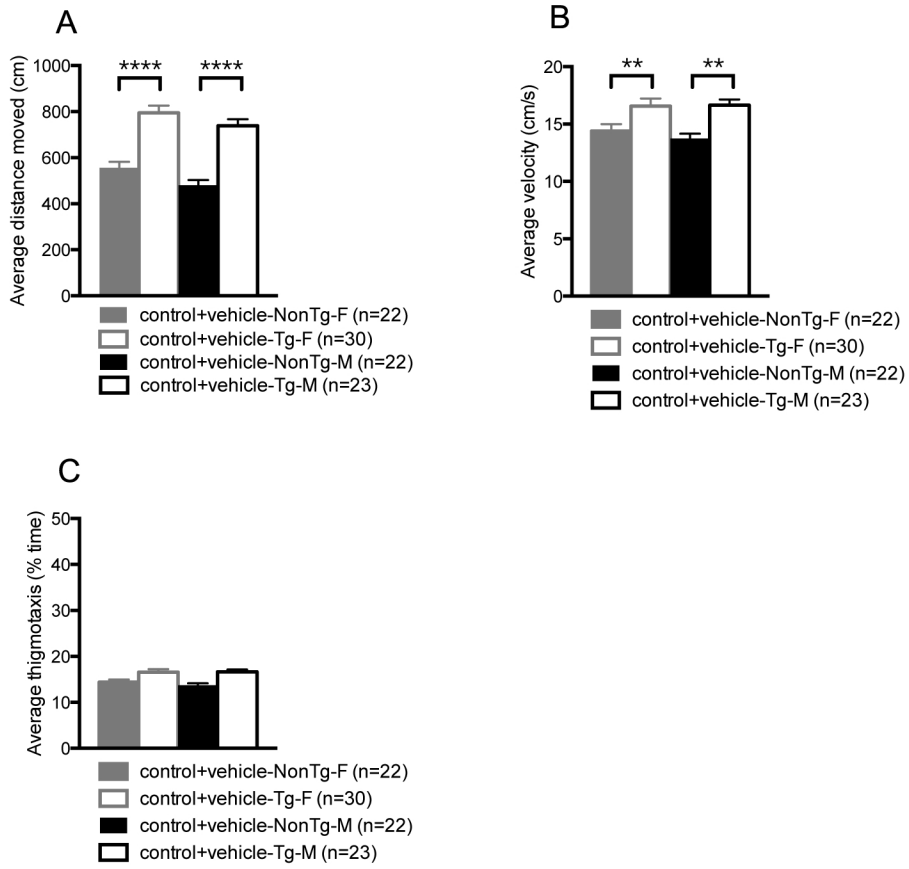 A
Average distance moved (cm)
1000
800
600
400
200
0
**** ****
control+vehicle-NonTg-F (n=22)
control+vehicle-Tg-F (n=30)
control+vehicle-NonTg-M (n=22)
control+vehicle-Tg-M (n=23)
B
Average velocity (cm/s)
20
15
10
5
0
** **
control+vehicle-NonTg-F (n=22)
control+vehicle-Tg-F (n=30)
control+vehicle-NonTg-M (n=22)
control+vehicle-Tg-M (n=23)
C
Average thigmotaxis (% time)
50
40
30
20
10
0
control+vehicle-NonTg-F (n=22)
control+vehicle-Tg-F (n=30)
control+vehicle-NonTg-M (n=22)
control+vehicle-Tg-M (n=23)